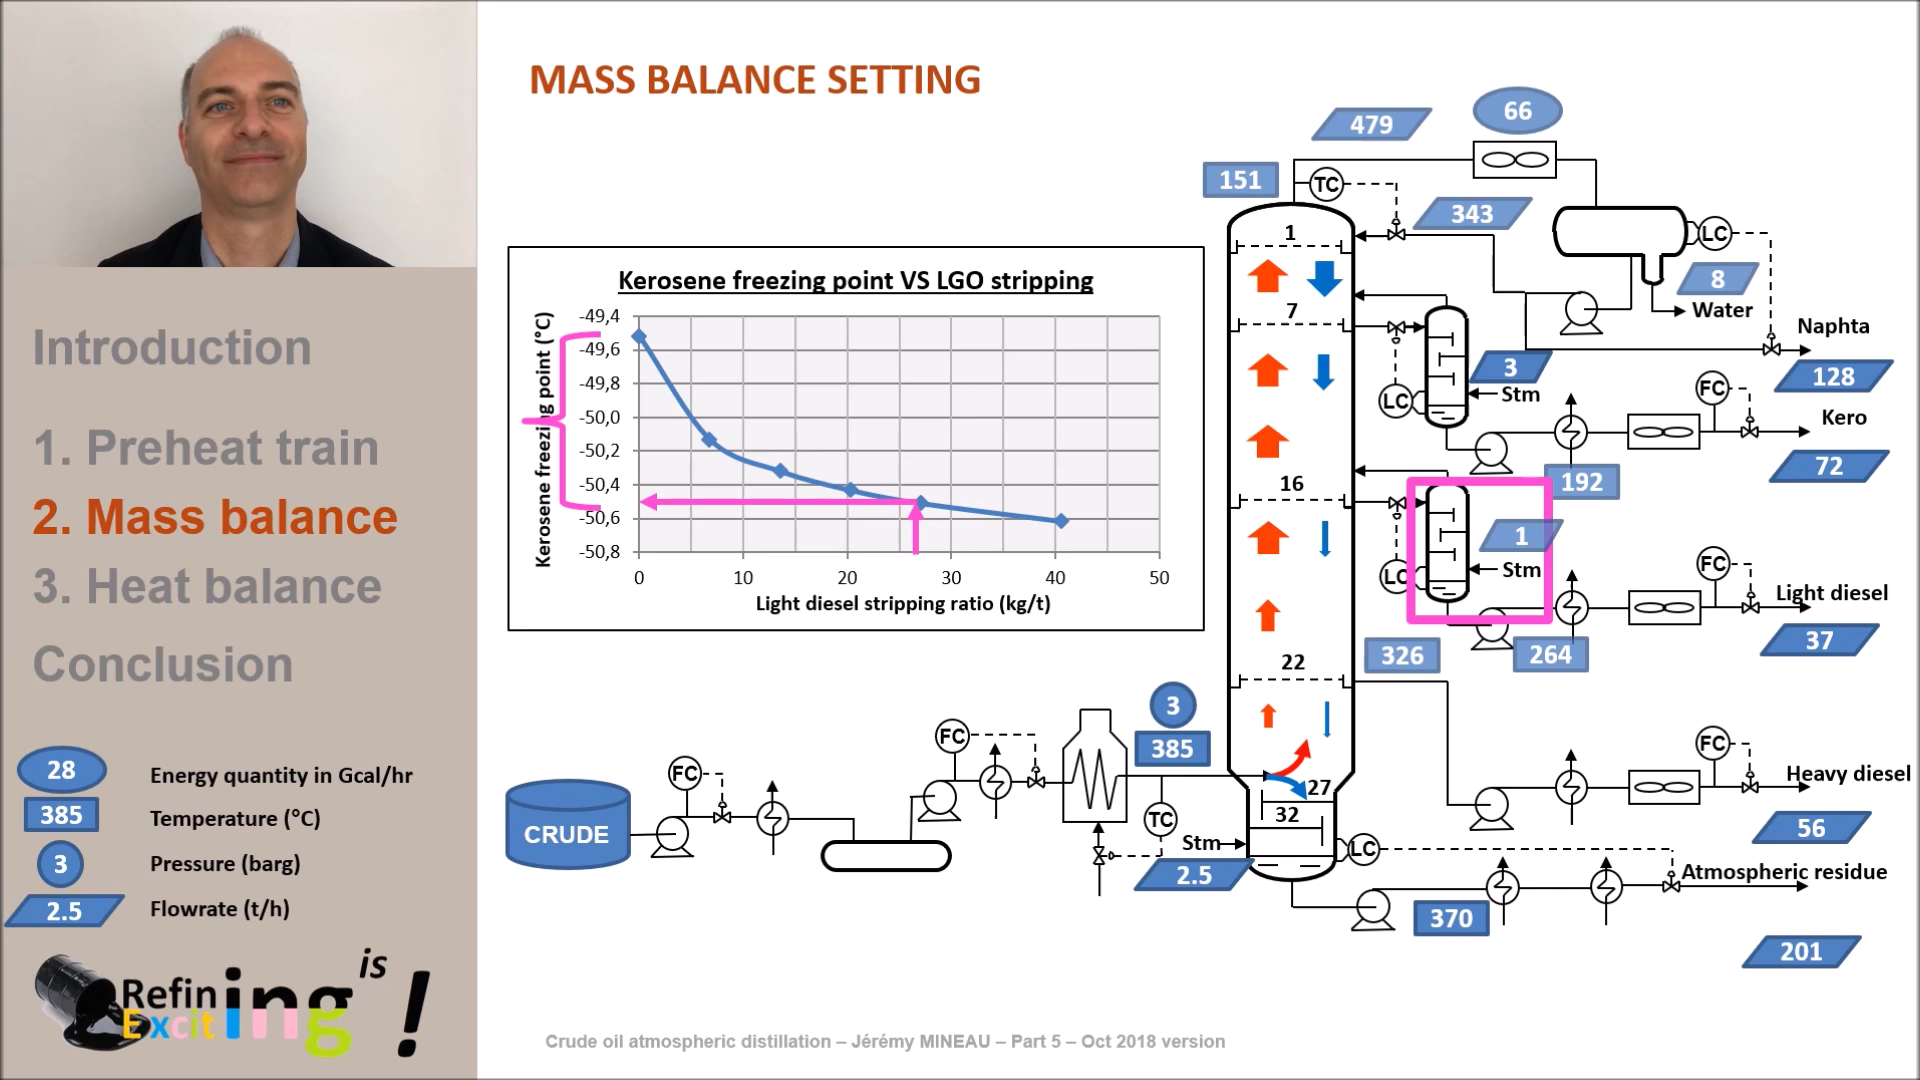 MASS BALANCE SETTING
Introduction
1. Preheat train
2. Mass balance
3. Heat balance
Conclusion
28
Energy quantity in Gcal/hr
385
Temperature (°C)
3
Pressure (barg)
2.5
Flowrate (t/h)
Refining is
Exciting !
Kerosene freezing point VS LGO stripping
Kerosene freezing point (°C)
-49,4
-49,6
-49,8
-50,0
-50,2
-50,4
-50,6
-50,8
0 10 20 30 40 50
Light diesel stripping ratio (kg/t)
479
66
151
TC
343
LC
8
Water
Naphta
128
1
7
16
22
27
32
3
LC
Stm
FC
Kero
72
192
1
LC
Stm
FC
Light diesel
37
326
264
FC
Heavy diesel
56
CRUDE
FC
FC
3
385
TC
Stm
2.5
LC
Atmospheric residue
370
201
Crude oil atmospheric distillation – Jérémy MINEAU – Part 5 – Oct 2018 version